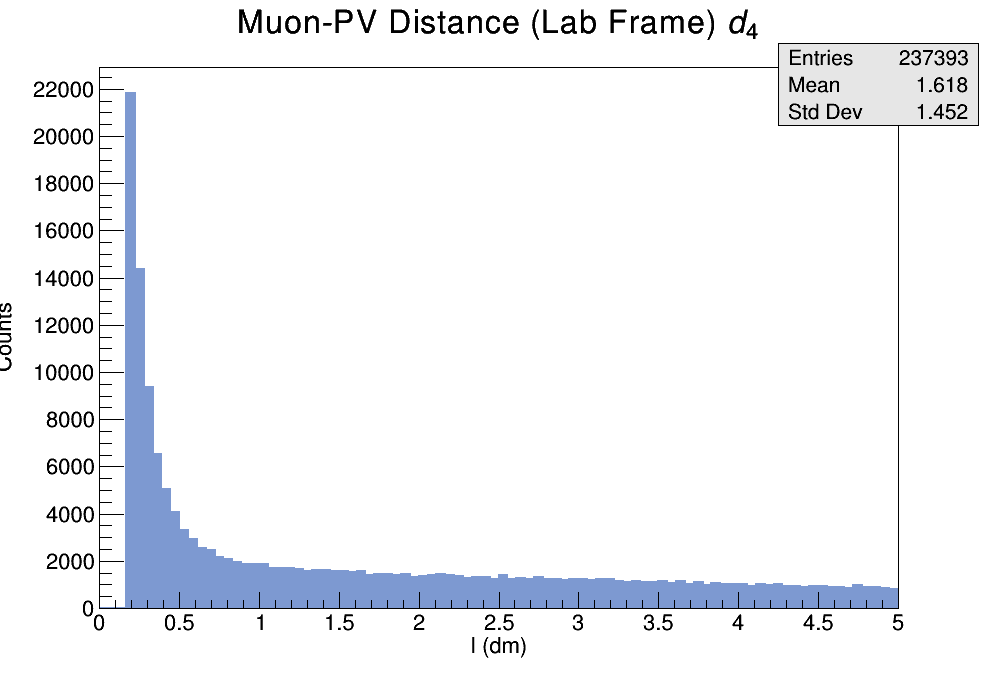 Muon-PV Distance (Lab Frame) d4
Entries 237393
Mean 1.618
Std Dev 1.452
22000
20000
18000
16000
14000
12000
10000
8000
6000
4000
2000
0
Counts
0 0.5 1 1.5 2 2.5 3 3.5 4 4.5 5
l (dm)